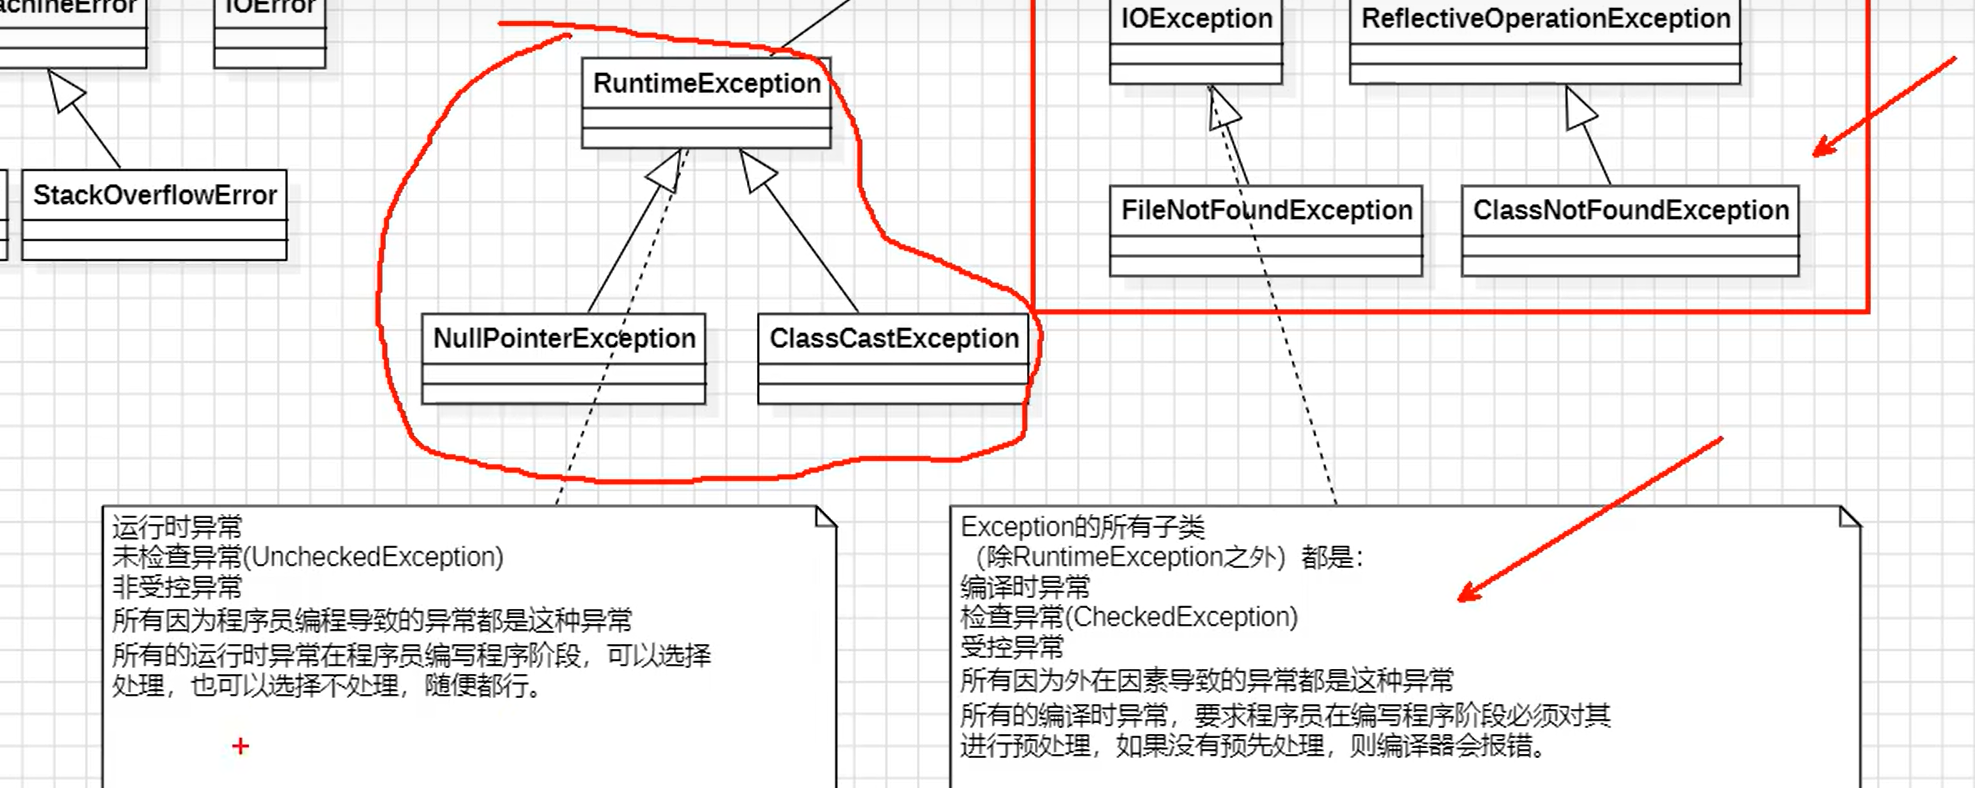 IOError
IOException
ReflectiveOperationException
RuntimeException
StackOverflowError
FileNotFoundException
ClassNotFoundException
NullPointerException
ClassCastException
运行时异常
未检查异常(UncheckedException)
非受控异常
所有因为程序员编程导致的异常都是这种异常
所有的运行时异常在程序员编写程序阶段，可以选择
处理，也可以选择不处理，随便都行。
Exception的所有子类
（除RuntimeException之外）都是：
编译时异常
检查异常(CheckedException)
受控异常
所有因为外在因素导致的异常都是这种异常
所有的编译时异常，要求程序员在编写程序阶段必须对其
进行预处理，如果没有预先处理，则编译器会报错。